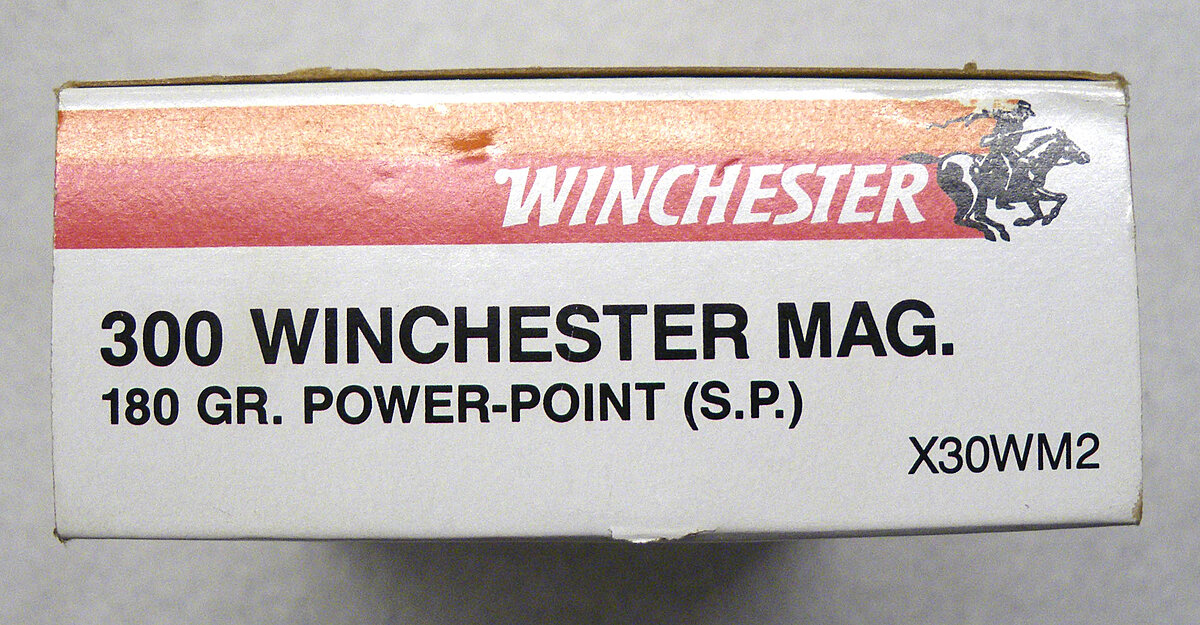 WINCHESTER
300 WINCHESTER MAG.
180 GR. POWER-POINT (S.P.)
X30WM2